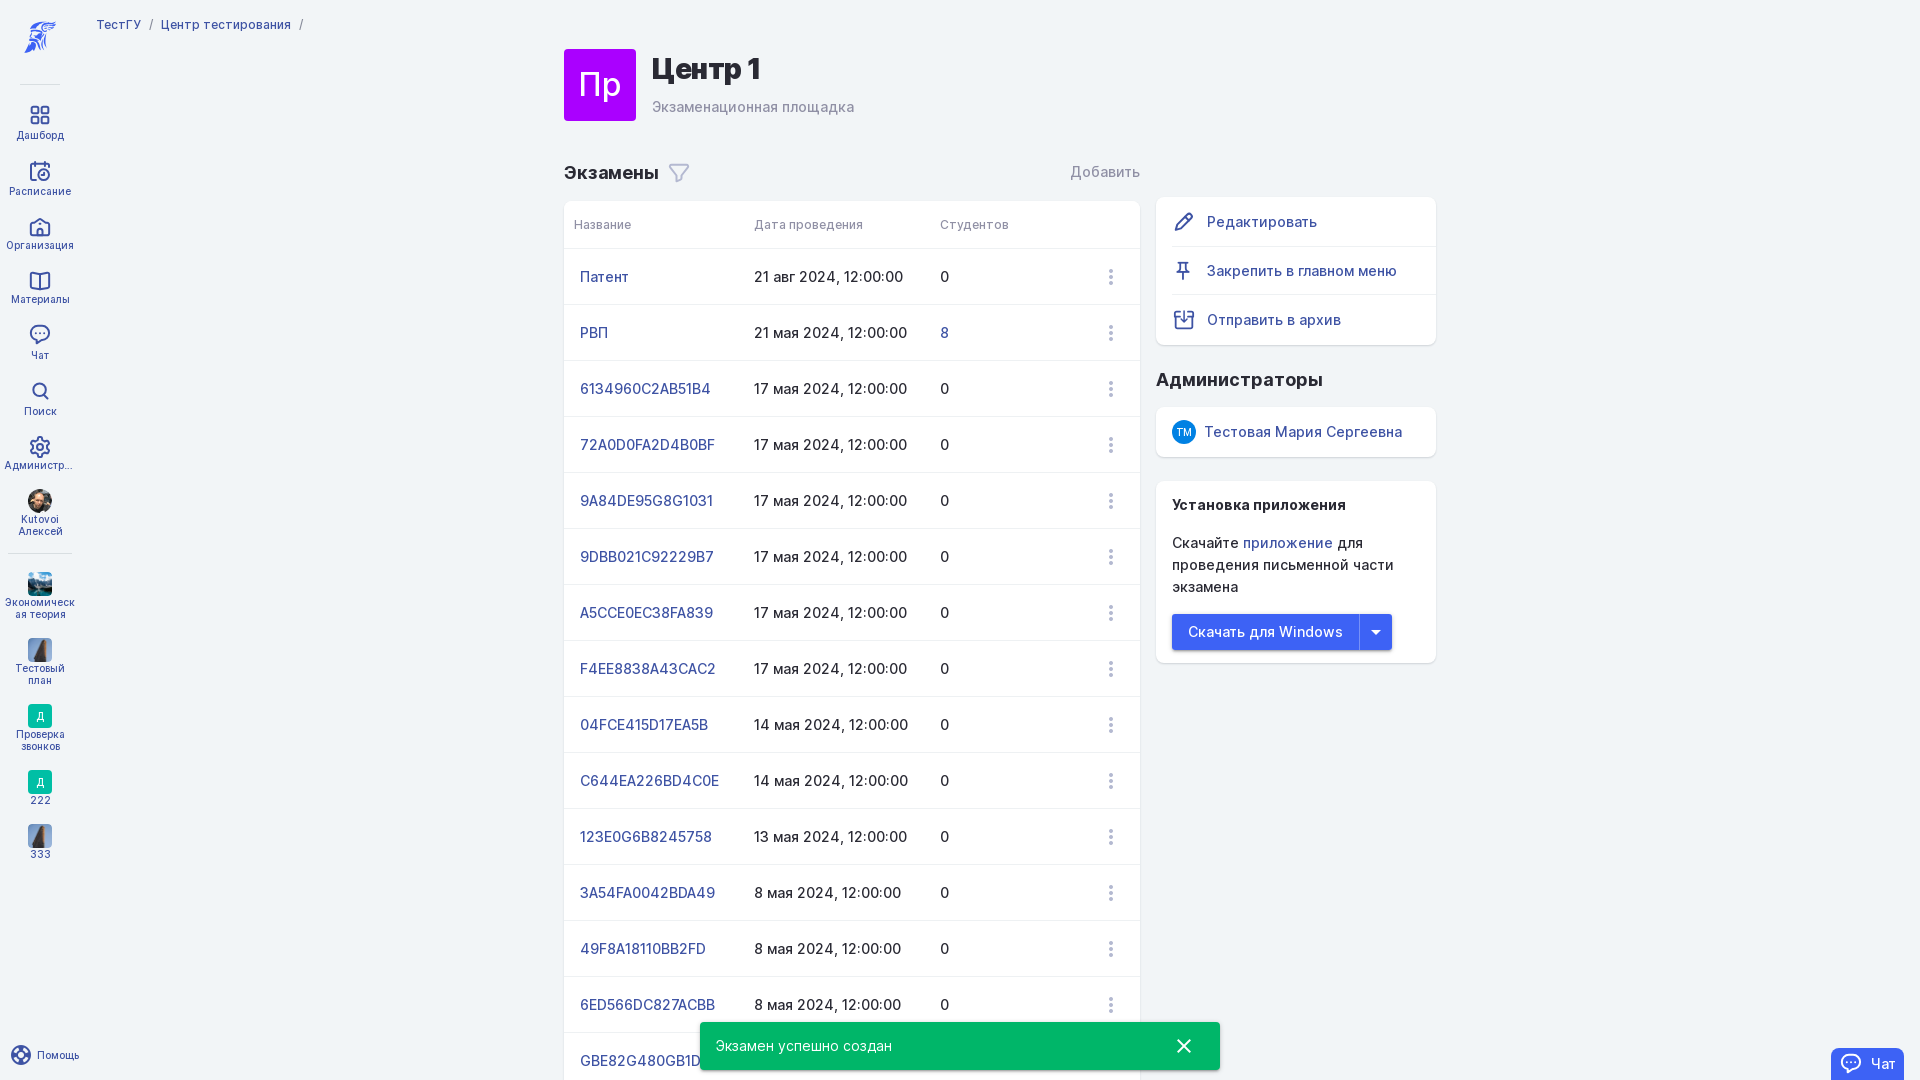 ТестГУ / Центр тестирования /
Дашборд
Расписание
Организация
Материалы
Чат
Поиск
Администр...
Kutovoi
Алексей
Экономическ
ая теория
Тестовый
план
Д
Проверка
звонков
Д
222
333
Помощь
Пр
Центр 1
Экзаменационная площадка
Экзамены
Добавить
Название Дата проведения Студентов
Патент 21 авг 2024, 12:00:00 0
РВП 21 мая 2024, 12:00:00 8
6134960C2AB51B4 17 мая 2024, 12:00:00 0
72A0D0FA2D4B0BF 17 мая 2024, 12:00:00 0
9A84DE95G8G1031 17 мая 2024, 12:00:00 0
9DBB021C92229B7 17 мая 2024, 12:00:00 0
A5CCE0EC38FA839 17 мая 2024, 12:00:00 0
F4EE8838A43CAC2 17 мая 2024, 12:00:00 0
04FCE415D17EA5B 14 мая 2024, 12:00:00 0
C644EA226BD4C0E 14 мая 2024, 12:00:00 0
123E0G6B8245758 13 мая 2024, 12:00:00 0
3A54FA0042BDA49 8 мая 2024, 12:00:00 0
49F8A18110BB2FD 8 мая 2024, 12:00:00 0
6ED566DC827ACBB 8 мая 2024, 12:00:00 0
GBE82G480GB1D
Редактировать
Закрепить в главном меню
Отправить в архив
Администраторы
ТМ Тестовая Мария Сергеевна
Установка приложения
Скачайте приложение для
проведения письменной части
экзамена
Скачать для Windows
Экзамен успешно создан
Чат